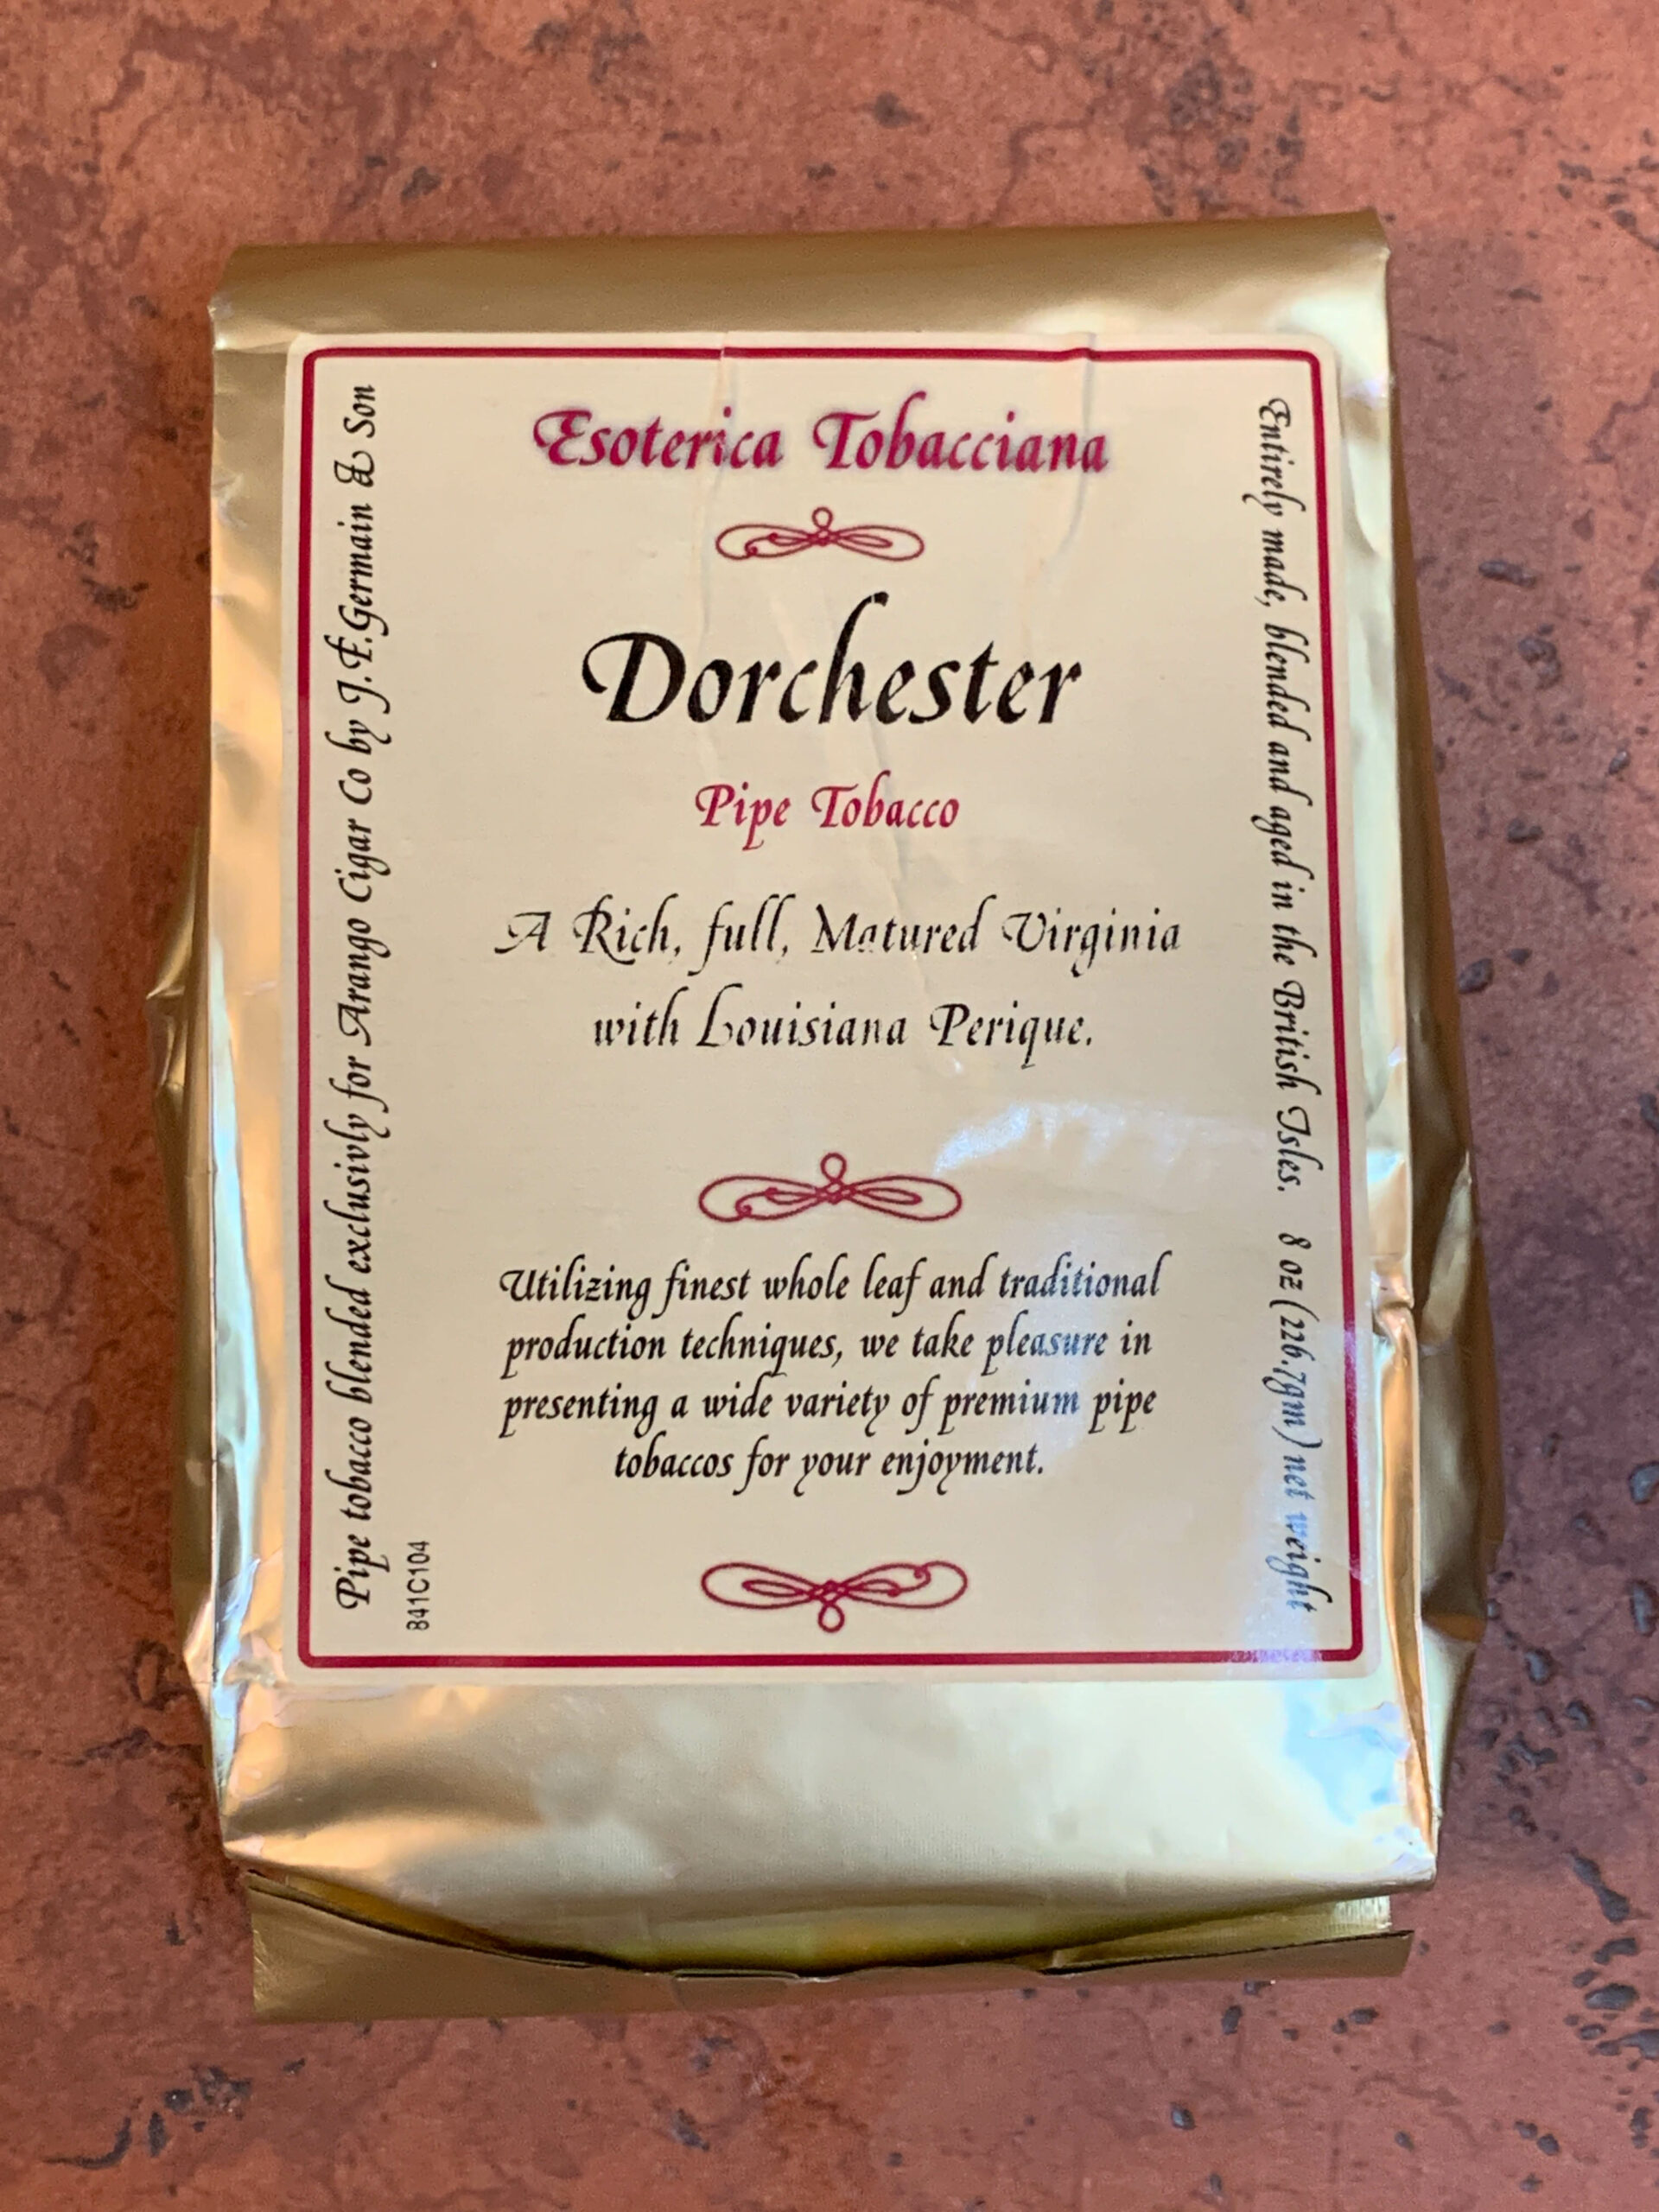 Esoterica Tobacciana
Dorchester
Pipe Tobacco
A Rich, full, Matured Virginia
with Louisiana Perique.
Utilizing finest whole leaf and traditional
production techniques, we take pleasure in
presenting a wide variety of premium pipe
tobaccos for your enjoyment.
Pipe tobacco blended exclusivly for Arango Cigar Co by J.F.Germain & Son
841C104
Entirely made, blended and aged in the British Isles. 8 oz (226.7gm) net weight